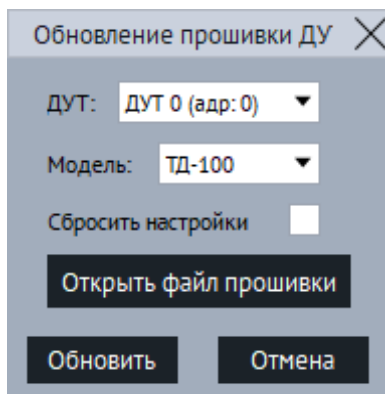 Обновление прошивки ДУ
ДУТ: ДУТ 0 (адр: 0)
Модель: ТД-100
Сбросить настройки
Открыть файл прошивки
Обновить Отмена